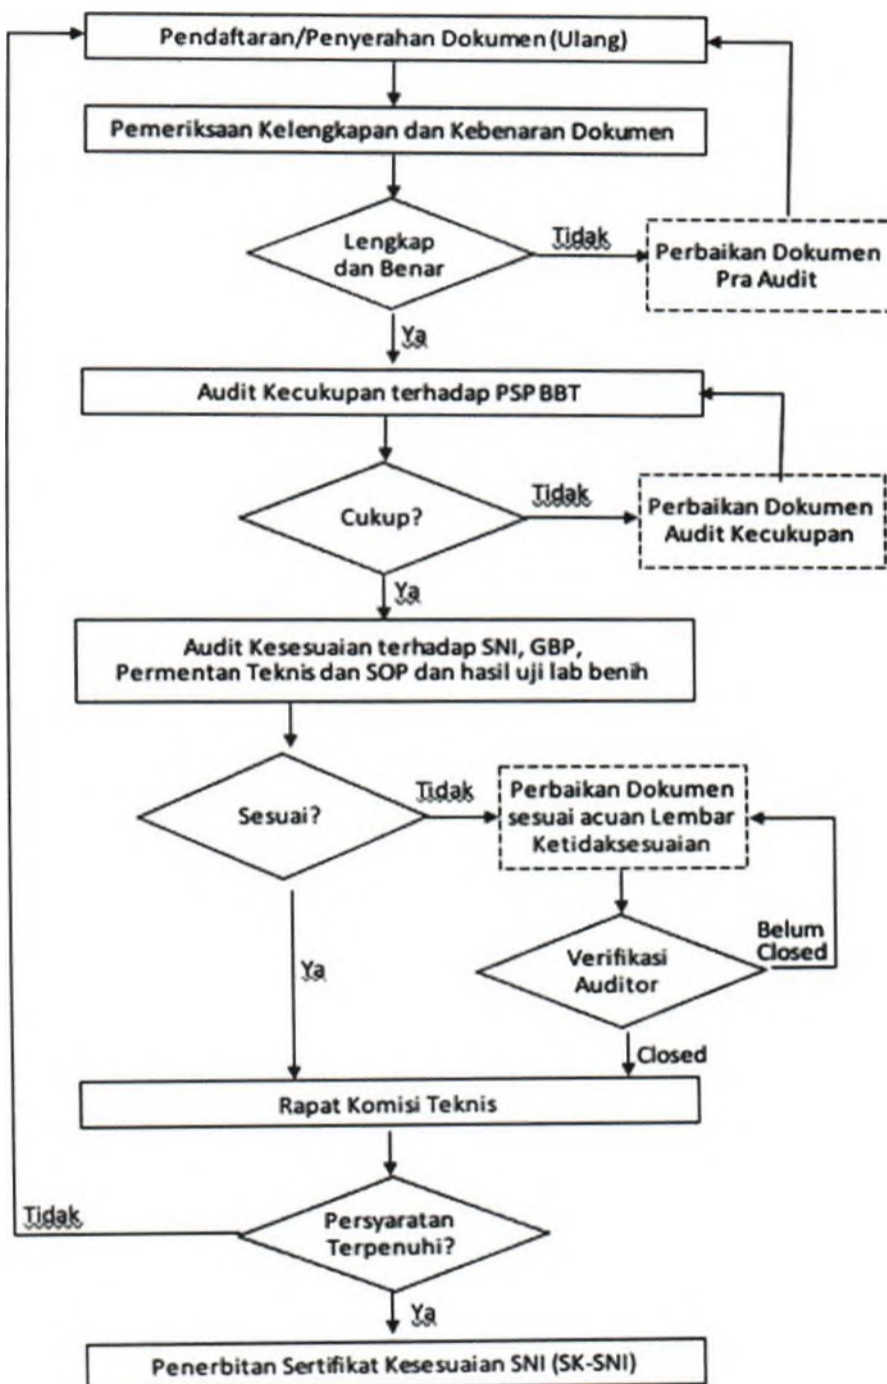 Pendaftaran/Penyerahan Dokumen (Ulang)
Pemeriksaan Kelengkapan dan Kebenaran Dokumen
Lengkap
dan Benar
Tidak
Perbaikan Dokumen
Pra Audit
Ya
Audit Kecukupan terhadap PSP BBT
Cukup?
Tidak
Perbaikan Dokumen
Audit Kecukupan
Ya
Audit Kesesuaian terhadap SNI, GBP,
Permentan Teknis dan SOP dan hasil uji lab benih
Sesuai?
Tidak
Perbaikan Dokumen
sesuai acuan Lembar
Ketidaksesuaian
Ya
Verifikasi
Auditor
Belum
Closed
Closed
Rapat Komisi Teknis
Persyaratan
Terpenuhi?
Tidak
Ya
Penerbitan Sertifikat Kesesuaian SNI (SK-SNI)